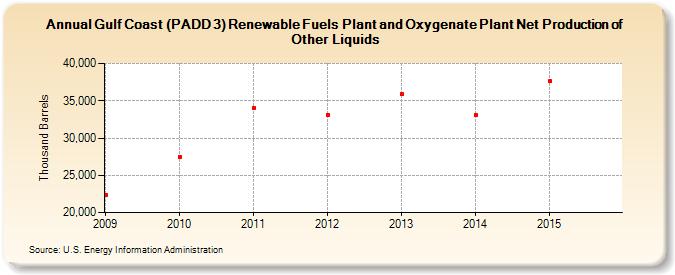 Annual Gulf Coast (PADD 3) Renewable Fuels Plant and Oxygenate Plant Net Production of
Other Liquids
Thousand Barrels
40,000
35,000
30,000
25,000
20,000
2009 2010 2011 2012 2013 2014 2015
Source: U.S. Energy Information Administration